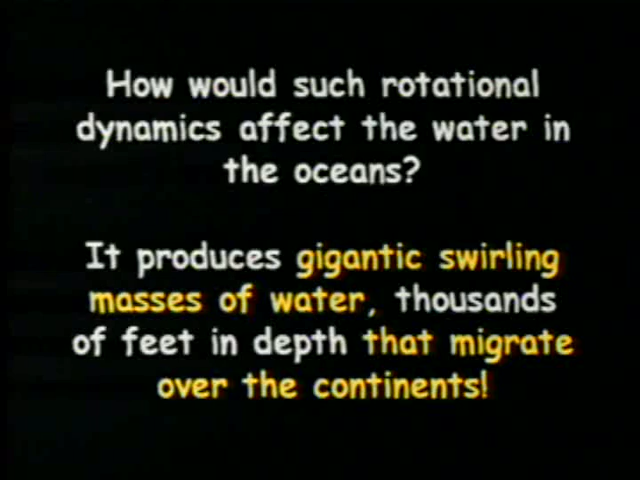 How would such rotational
dynamics affect the water in
the oceans?
It produces gigantic swirling
masses of water, thousands
of feet in depth that migrate
over the continents!